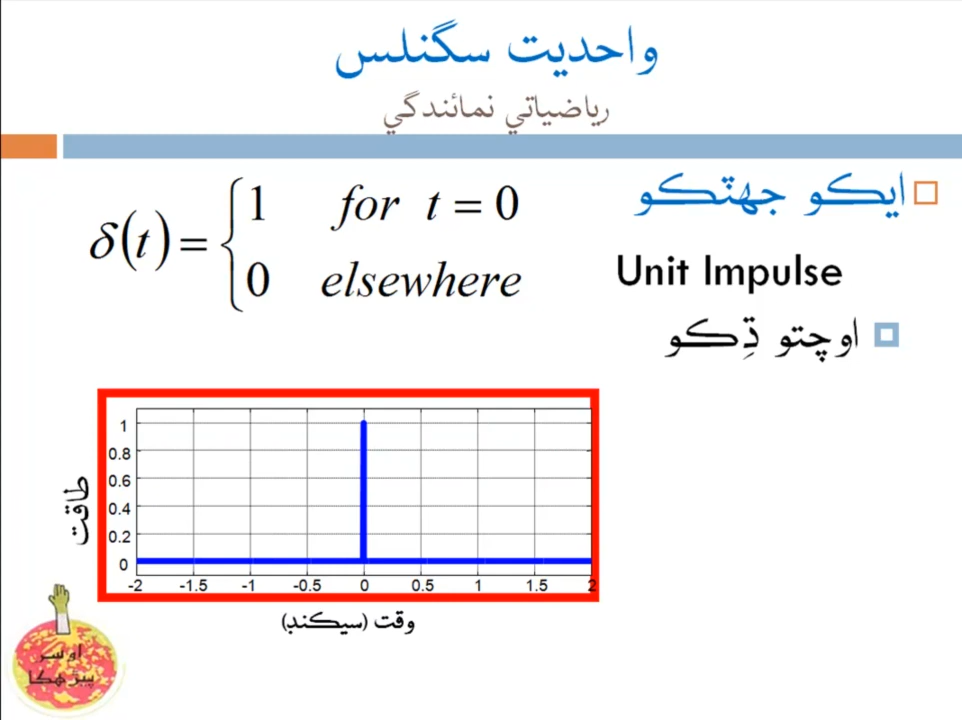 واحديت سگنلس
رياضياتي نمائندگي
ايڪو جھٽڪو
δ(t) = { 1 for t = 0
0 elsewhere
Unit Impulse
اوچتو ڌِڪو
طاقت
1
0.8
0.6
0.4
0.2
0
-2 -1.5 -1 -0.5 0 0.5 1 1.5 2
وقت (سيڪنڊ)